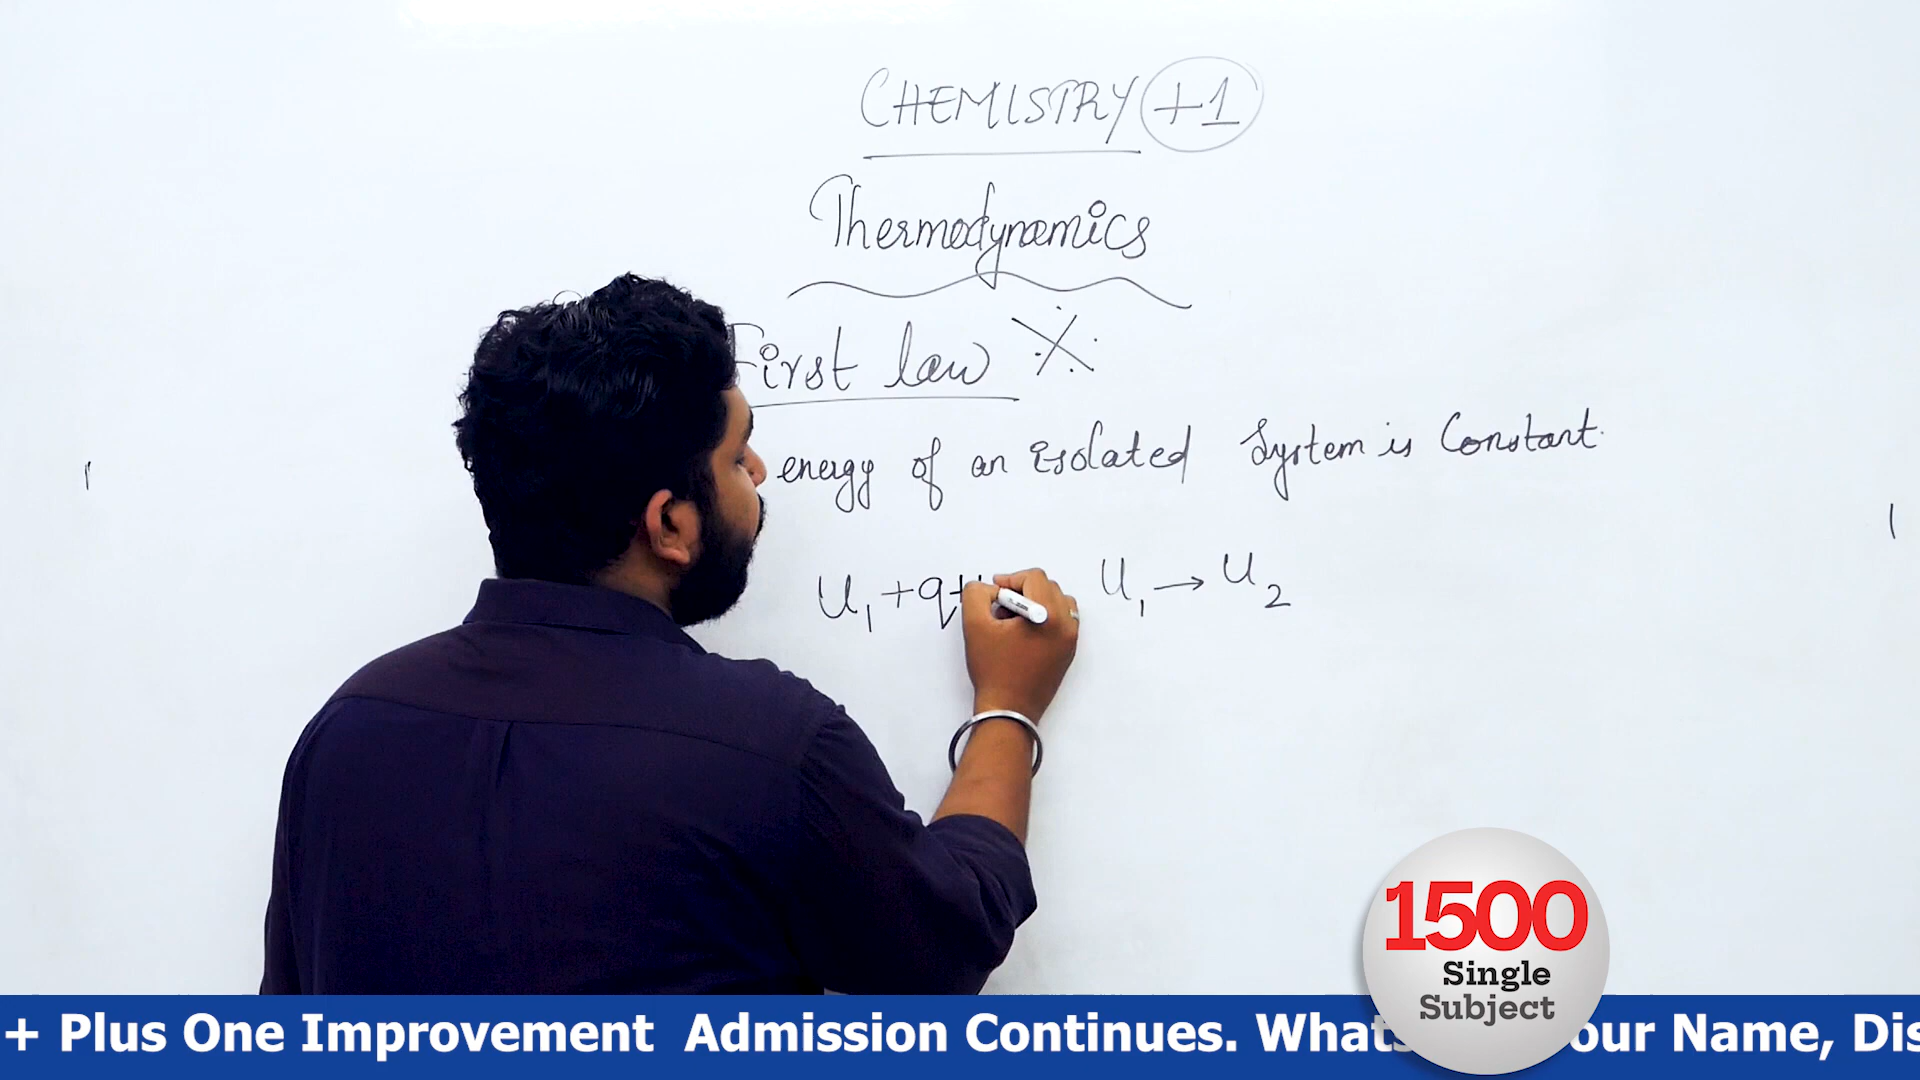 CHEMISTRY +1
Thermodynamics
First law
energy of an isolated System is Constant.
U₁ + q +
U₁ → U₂
1500
Single
Subject
+ Plus One Improvement Admission Continues. Whats our Name, Dis